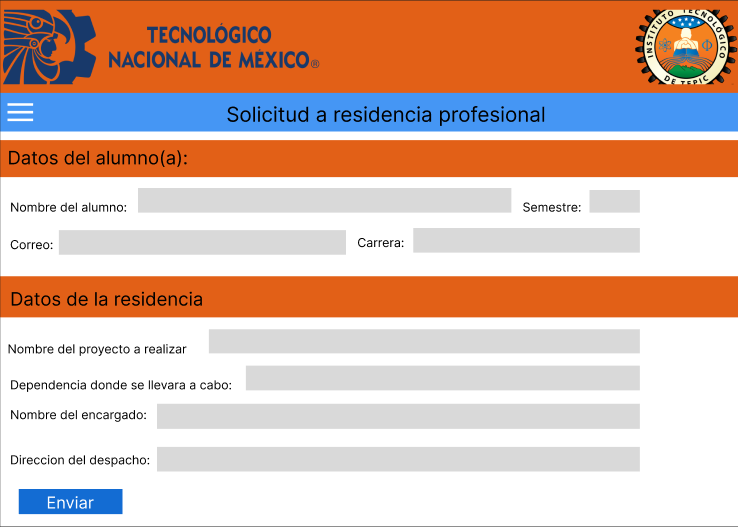 TECNOLÓGICO
NACIONAL DE MÉXICO®
INSTITUTO TECNOLÓGICO
DE TEPIC
Solicitud a residencia profesional
Datos del alumno(a):
Nombre del alumno:
Semestre:
Correo:
Carrera:
Datos de la residencia
Nombre del proyecto a realizar
Dependencia donde se llevara a cabo:
Nombre del encargado:
Direccion del despacho:
Enviar